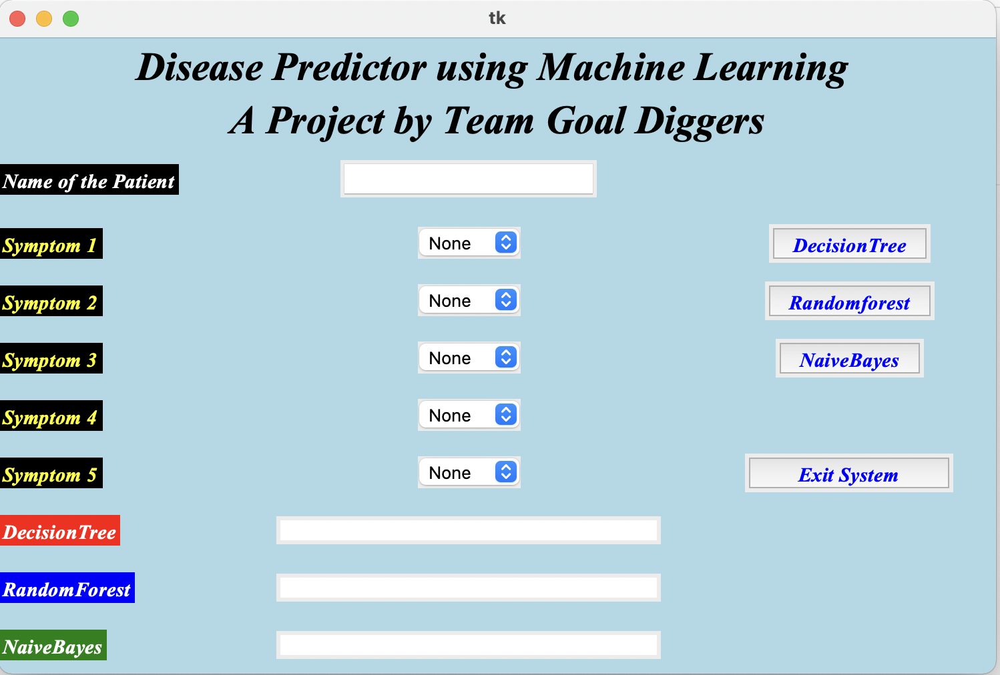 tk
Disease Predictor using Machine Learning
A Project by Team Goal Diggers
Name of the Patient
Symptom 1 None DecisionTree
Symptom 2 None Randomforest
Symptom 3 None NaiveBayes
Symptom 4 None
Symptom 5 None Exit System
DecisionTree
RandomForest
NaiveBayes